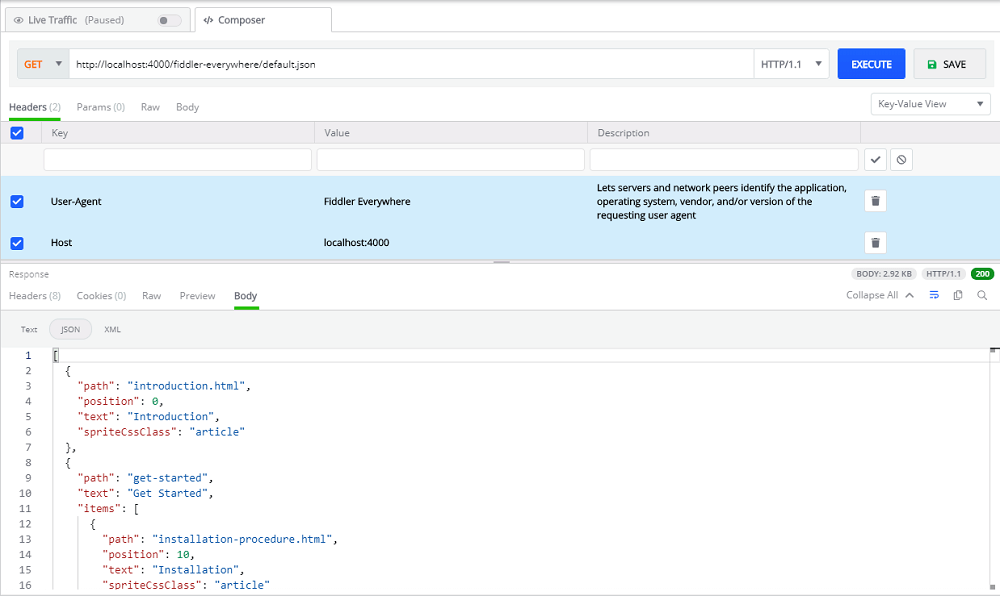 Live Traffic (Paused)
Composer
GET
http://localhost:4000/fiddler-everywhere/default.json
HTTP/1.1
EXECUTE
SAVE
Headers (2) Params (0) Raw Body
Key-Value View
Key Value Description
User-Agent
Fiddler Everywhere
Lets servers and network peers identify the application,
operating system, vendor, and/or version of the
requesting user agent
Host
localhost:4000
Response
BODY: 2.92 KB HTTP/1.1 200
Headers (8) Cookies (0) Raw Preview Body
Collapse All
Text JSON XML
1 [
2 {
3 "path": "introduction.html",
4 "position": 0,
5 "text": "Introduction",
6 "spriteCssClass": "article"
7 },
8 {
9 "path": "get-started",
10 "text": "Get Started",
11 "items": [
12 {
13 "path": "installation-procedure.html",
14 "position": 10,
15 "text": "Installation",
16 "spriteCssClass": "article"